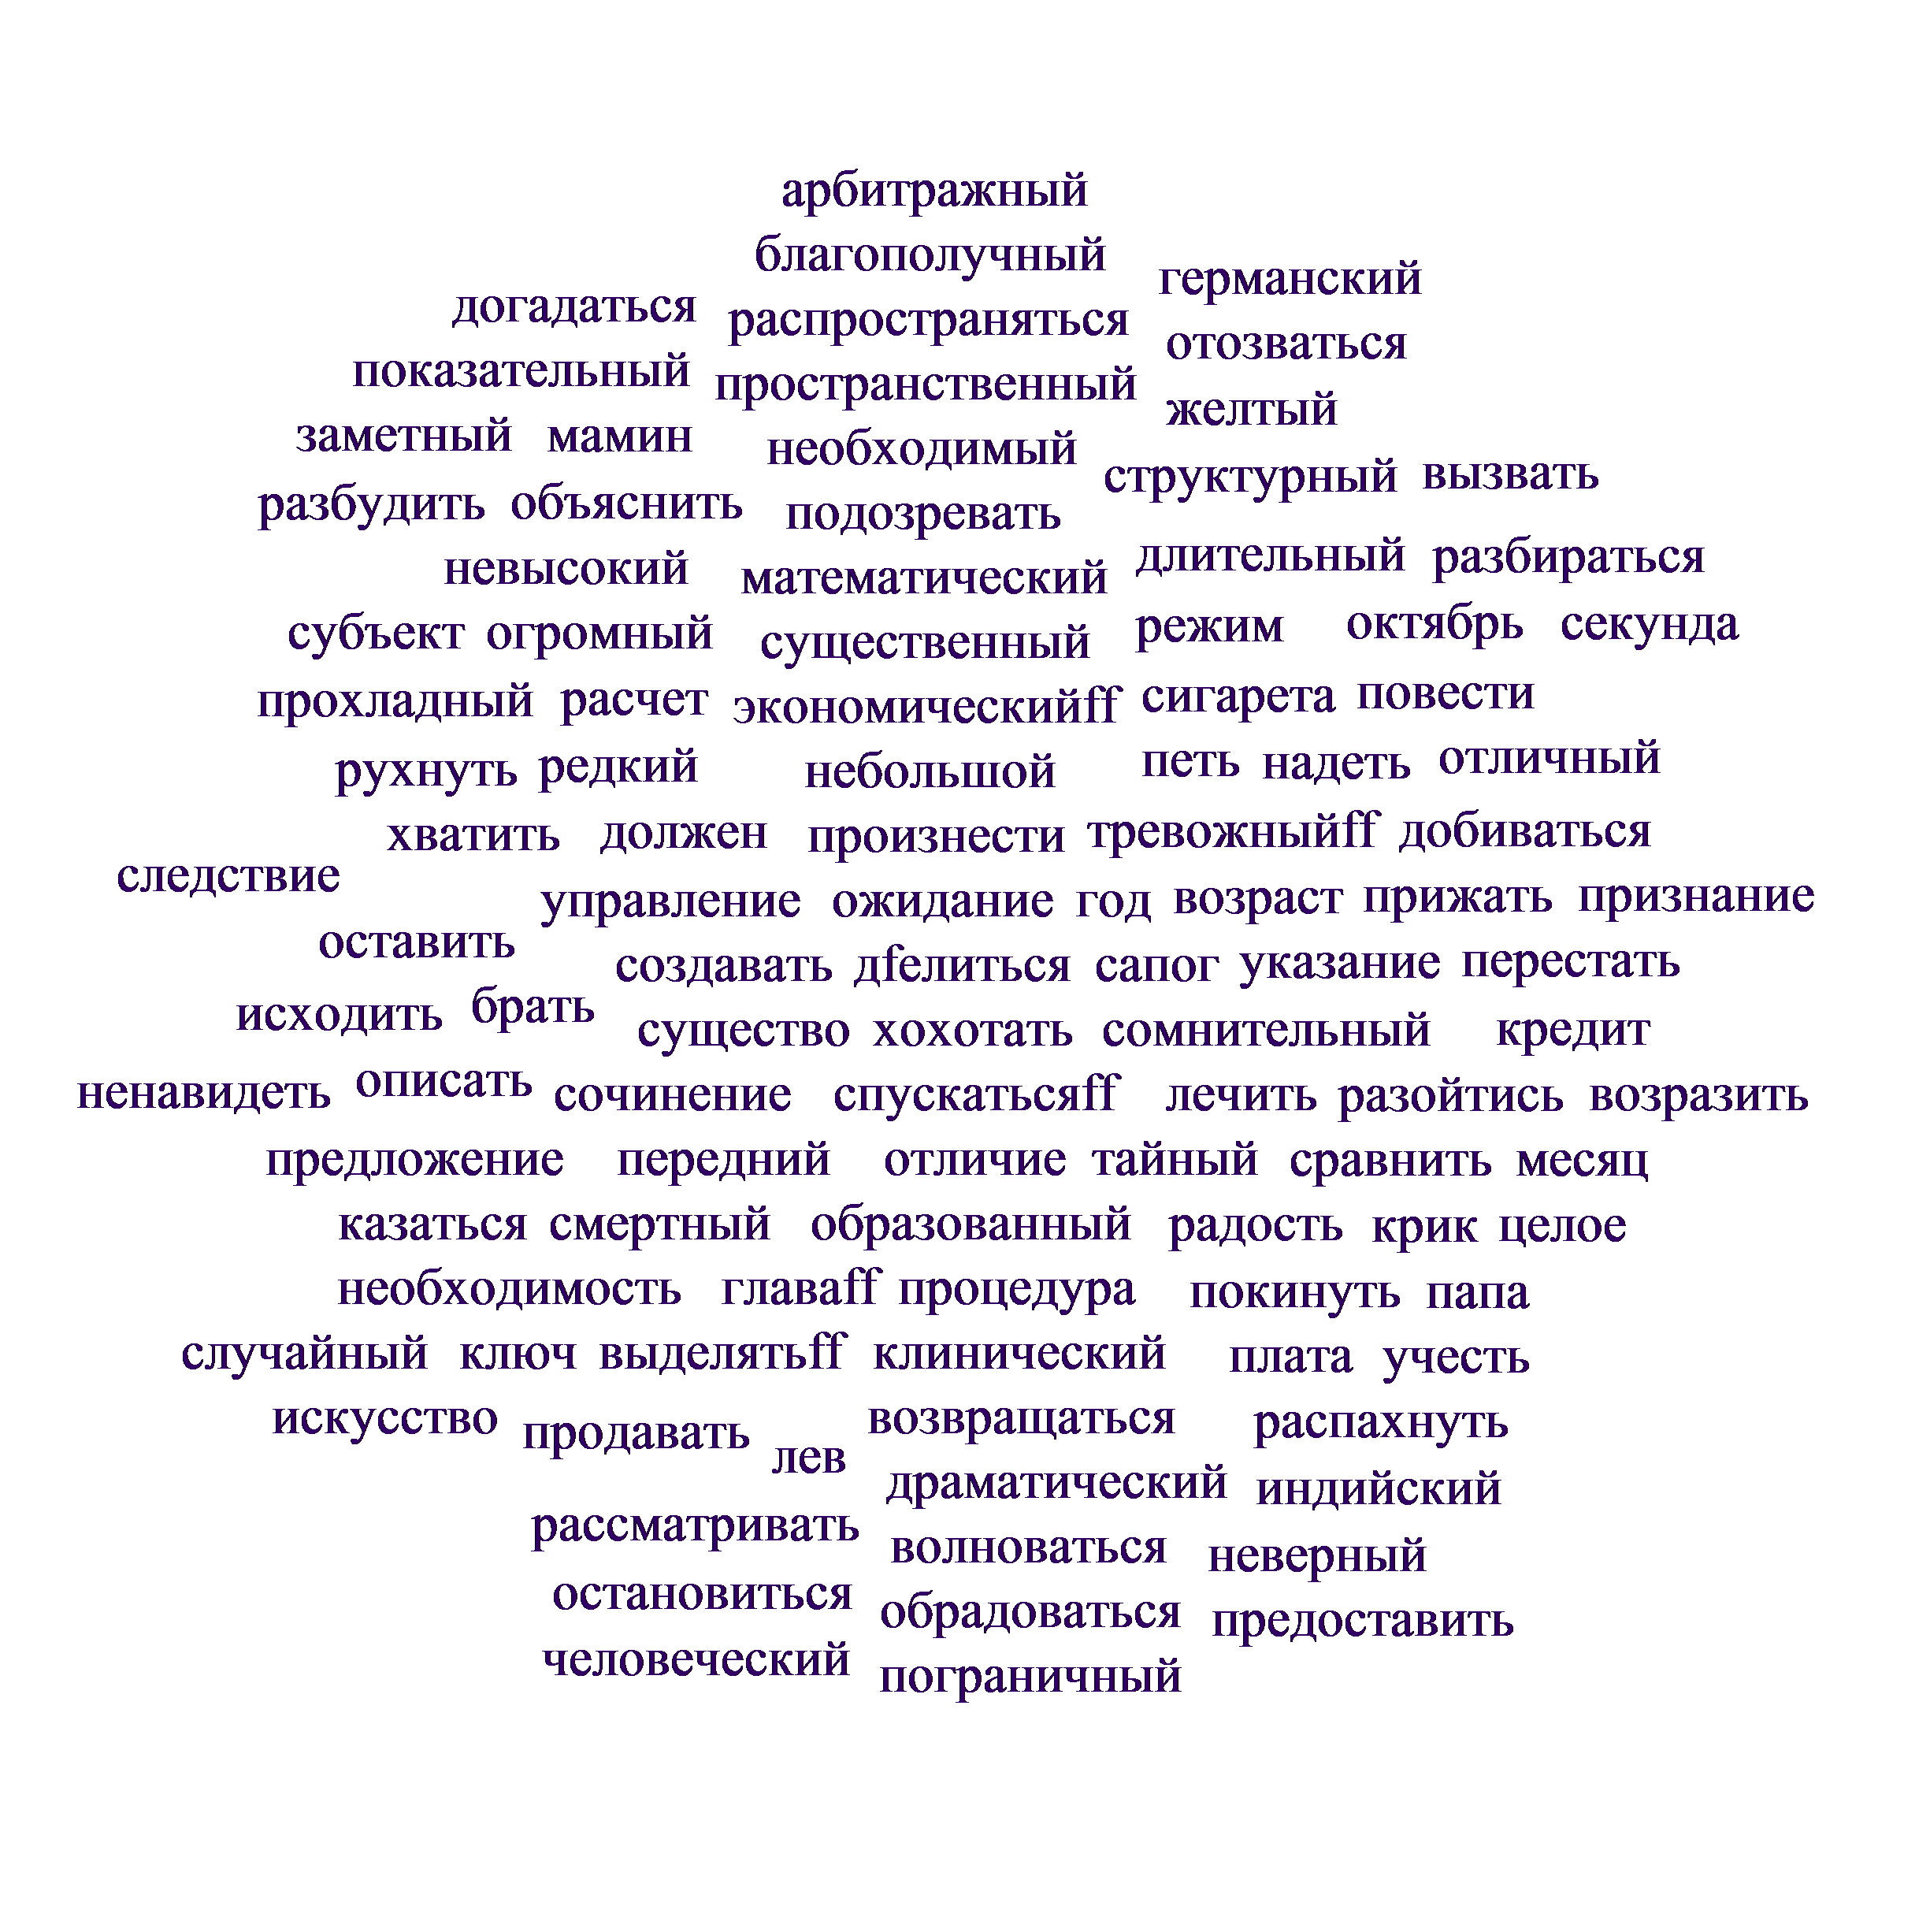 арбитражный
благополучный германский
догадаться распространяться отозваться
показательный пространственный желтый
заметный мамин необходимый структурный вызвать
разбудить объяснить подозревать
невысокий математический длительный разбираться
субъект огромный существенный режим октябрь секунда
прохладный расчет экономическийff сигарета повести
рухнуть редкий небольшой петь надеть отличный
хватить должен произнести тревожныйff добиваться
следствие управление ожидание год возраст прижать признание
оставить создавать дfелиться сапог указание перестать
исходить брать существо хохотать сомнительный кредит
ненавидеть описать сочинение спускатьсяff лечить разойтись возразить
предложение передний отличие тайный сравнить месяц
казаться смертный образованный радость крик целое
необходимость главаff процедура покинуть папа
случайный ключ выделятьff клинический плата учесть
искусство продавать лев возвращаться распахнуть
драматический индийский
рассматривать волноваться неверный
остановиться обрадоваться предоставить
человеческий пограничный